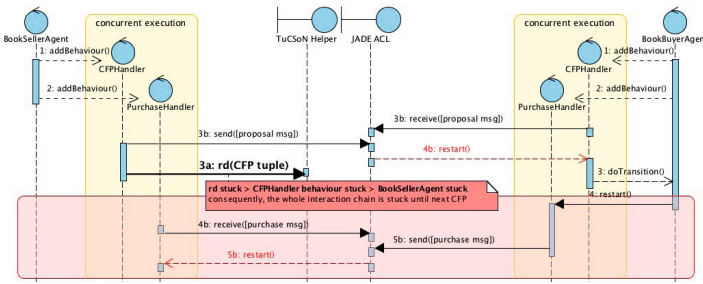 concurrent execution
concurrent execution
BookSellerAgent
TuCSoN Helper
JADE ACL
BookBuyerAgent
1: addBehaviour()
1: addBehaviour()
CFPHandler
CFPHandler
2: addBehaviour()
2: addBehaviour()
PurchaseHandler
PurchaseHandler
3b: receive([proposal msg])
3b: send([proposal msg])
4b: restart()
3a: rd(CFP tuple)
3: doTransition()
rd stuck > CFPHandler behaviour stuck > BookSellerAgent stuck
consequently, the whole interaction chain is stuck until next CFP
4: restart()
4b: receive([purchase msg])
5b: send([purchase msg])
5b: restart()